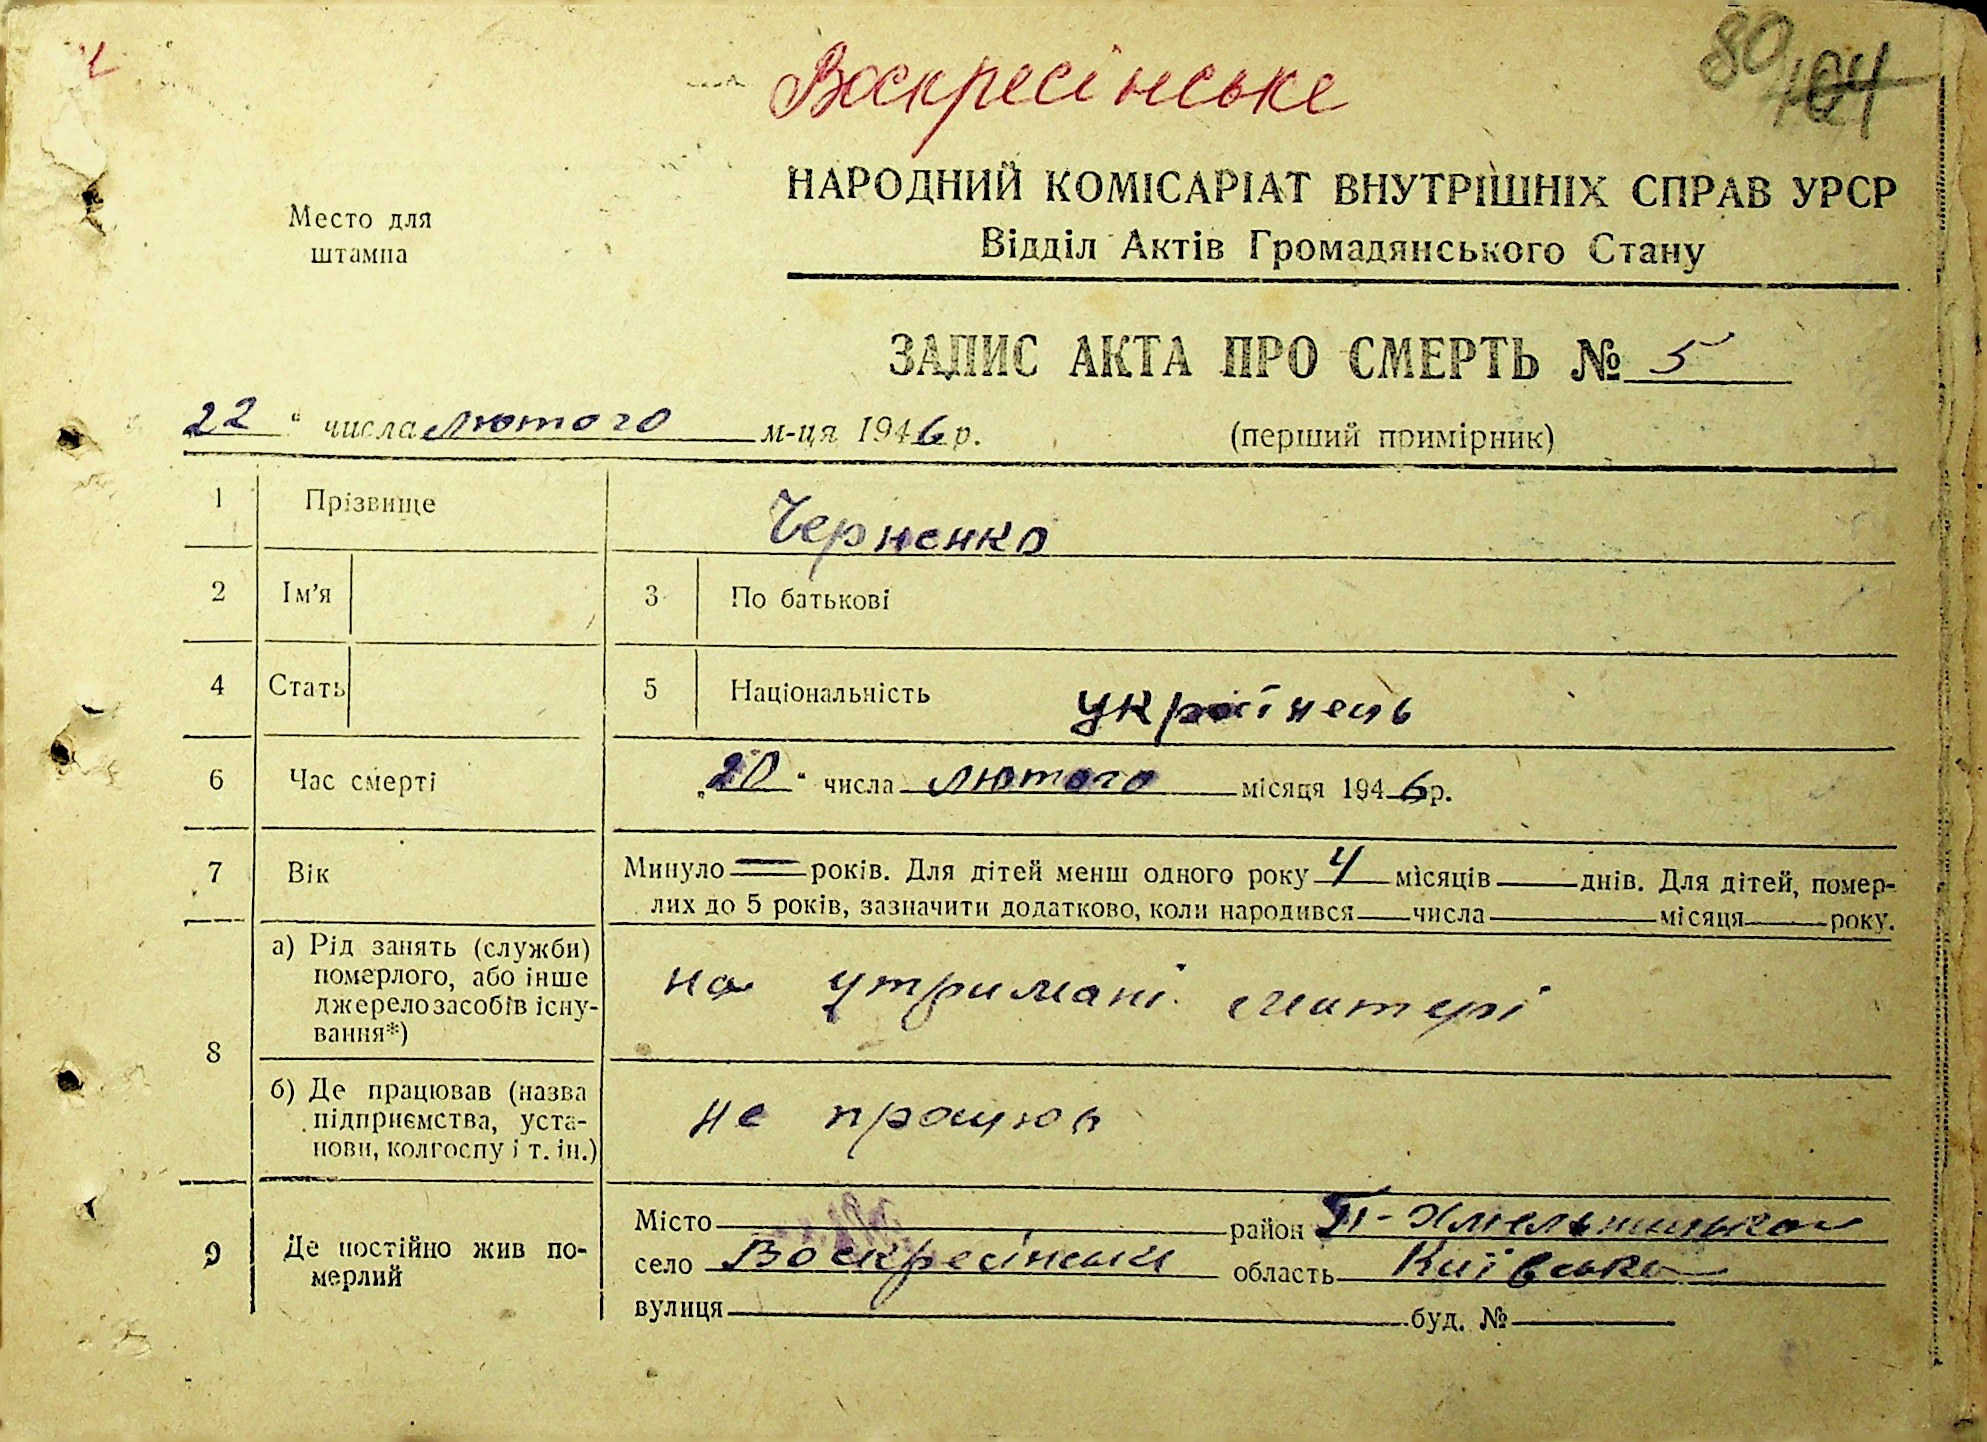 Воскресінське
80
404
Место для
штампа
НАРОДНИЙ КОМІСАРІАТ ВНУТРІШНІХ СПРАВ УРСР
Відділ Актів Громадянського Стану
ЗАПИС АКТА ПРО СМЕРТЬ № 5
22 " числа лютого м-ця 1946 р.
(перший примірник)
1 Прізвище Черненко
2 Ім'я 3 По батькові
4 Стать 5 Національність українець
6 Час смерті „20" числа лютого місяця 1946 р.
7 Вік Минуло = років. Для дітей менш одного року 4 місяців днів. Для дітей, помер-
лих до 5 років, зазначити додатково, коли народився числа місяця року.
8
а) Рід занять (служби)
померлого, або інше
джерело засобів існу-
вання*)
на утримані матері
б) Де працював (назва
підприємства, уста-
нови, колгоспу і т. ін.)
не працюв
9 Де постійно жив по-
мерлий
Місто район П-Хмельницька
село Воскресінськи область Київська
вулиця буд. №